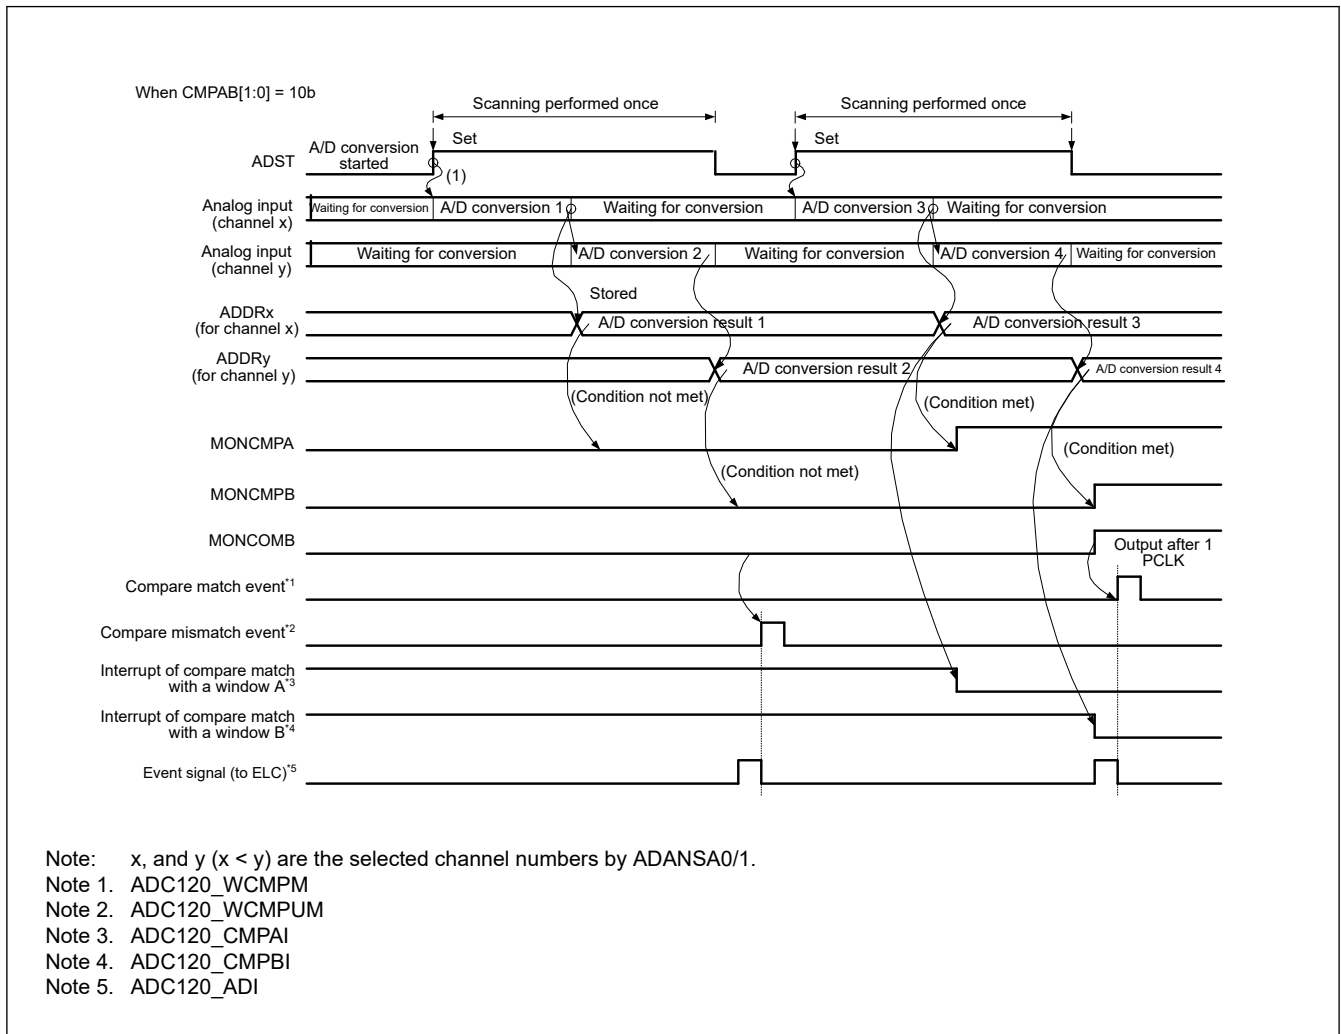 When CMPAB[1:0] = 10b
Scanning performed once
Scanning performed once
ADST
A/D conversion
started
Set
Set
(1)
Analog input
(channel x)
Waiting for conversion
A/D conversion 1
Waiting for conversion
A/D conversion 3
Waiting for conversion
Analog input
(channel y)
Waiting for conversion
A/D conversion 2
Waiting for conversion
A/D conversion 4
Waiting for conversion
Stored
ADDRx
(for channel x)
A/D conversion result 1
A/D conversion result 3
ADDRy
(for channel y)
A/D conversion result 2
A/D conversion result 4
(Condition not met)
(Condition met)
MONCMPA
(Condition met)
(Condition not met)
MONCMPB
MONCOMB
Output after 1
PCLK
Compare match event*1
Compare mismatch event*2
Interrupt of compare match
with a window A*3
Interrupt of compare match
with a window B*4
Event signal (to ELC)*5
Note: x, and y (x < y) are the selected channel numbers by ADANSA0/1.
Note 1. ADC120_WCMPM
Note 2. ADC120_WCMPUM
Note 3. ADC120_CMPAI
Note 4. ADC120_CMPBI
Note 5. ADC120_ADI